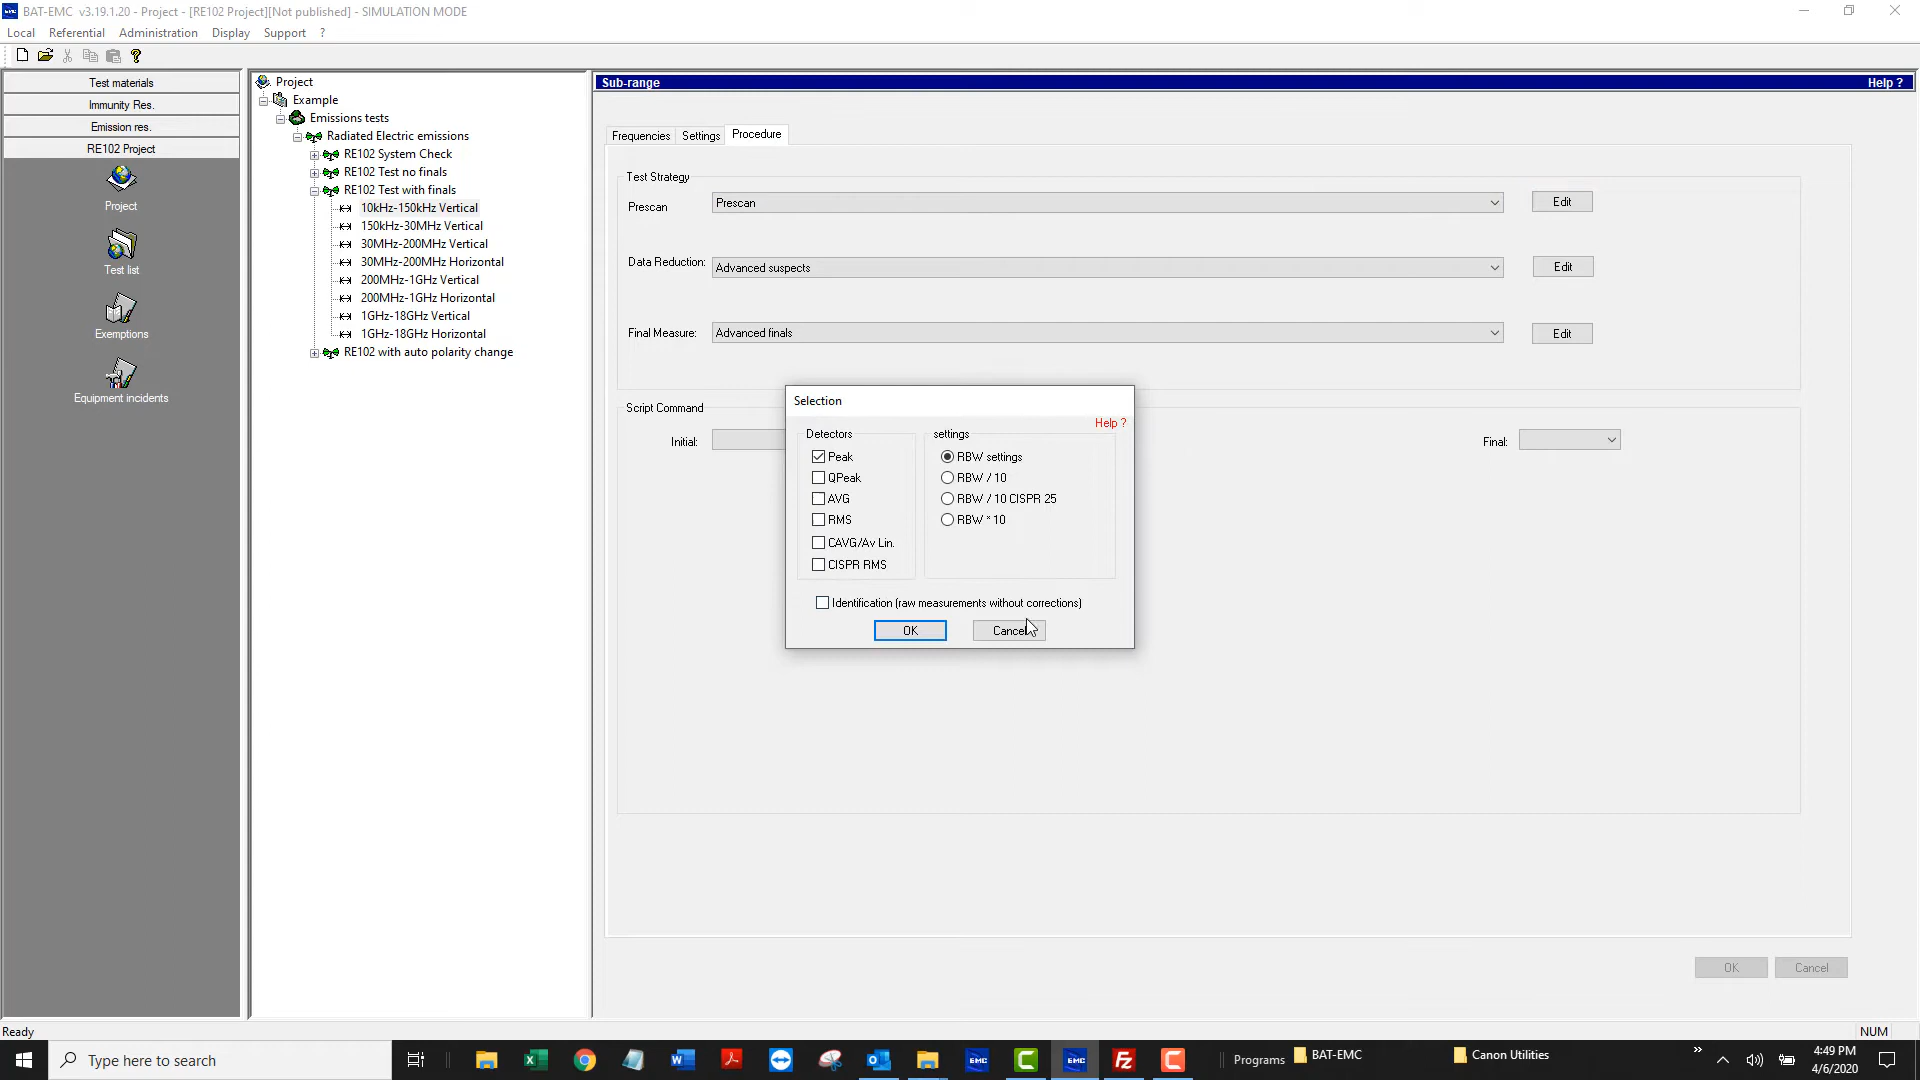 BAT-EMC v3.19.1.20 - Project - [RE102 Project][Not published] - SIMULATION MODE
Local Referential Administration Display Support ?
Test materials
Immunity Res.
Emission res.
RE102 Project
Project
Test list
Exemptions
Equipment incidents
Project
Example
Emissions tests
Radiated Electric emissions
RE102 System Check
RE102 Test no finals
RE102 Test with finals
10kHz-150kHz Vertical
150kHz-30MHz Vertical
30MHz-200MHz Vertical
30MHz-200MHz Horizontal
200MHz-1GHz Vertical
200MHz-1GHz Horizontal
1GHz-18GHz Vertical
1GHz-18GHz Horizontal
RE102 with auto polarity change
Sub-range Help ?
Frequencies Settings Procedure
Test Strategy
Prescan Prescan Edit
Data Reduction: Advanced suspects Edit
Final Measure: Advanced finals Edit
Script Command
Initial: Final:
Selection
Help ?
Detectors settings
Peak RBW settings
QPeak RBW / 10
AVG RBW / 10 CISPR 25
RMS RBW * 10
CAVG/Av Lin.
CISPR RMS
Identification (raw measurements without corrections)
OK Cancel
OK Cancel
Ready NUM
Type here to search
EMC
EMC
Programs BAT-EMC Canon Utilities
4:49 PM
4/6/2020